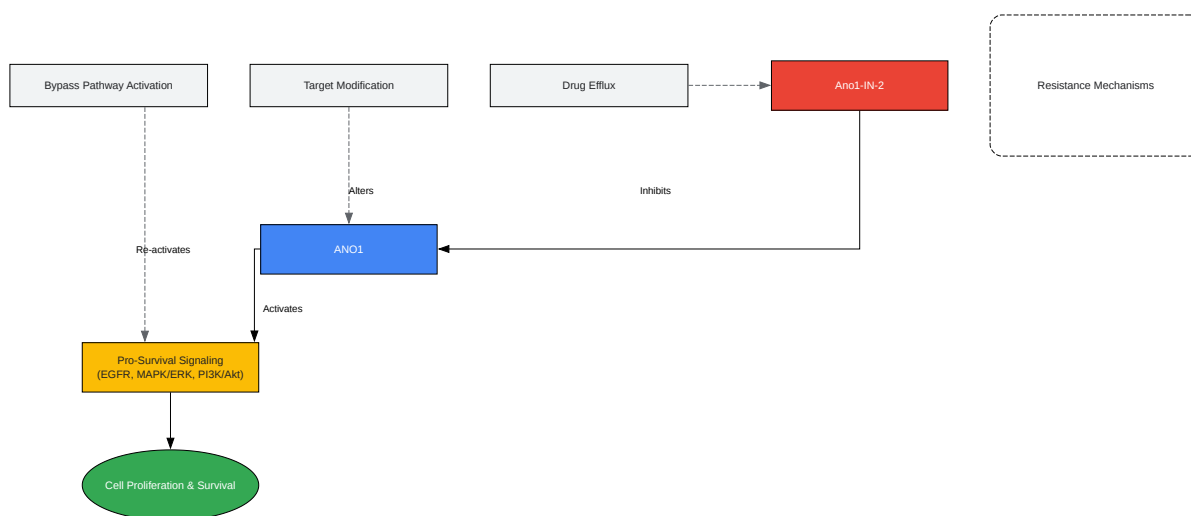 Bypass Pathway Activation
Target Modification
Drug Efflux
Ano1-IN-2
Resistance Mechanisms
Alters
Inhibits
Re-activates
ANO1
Activates
Pro-Survival Signaling
(EGFR, MAPK/ERK, PI3K/Akt)
Cell Proliferation & Survival